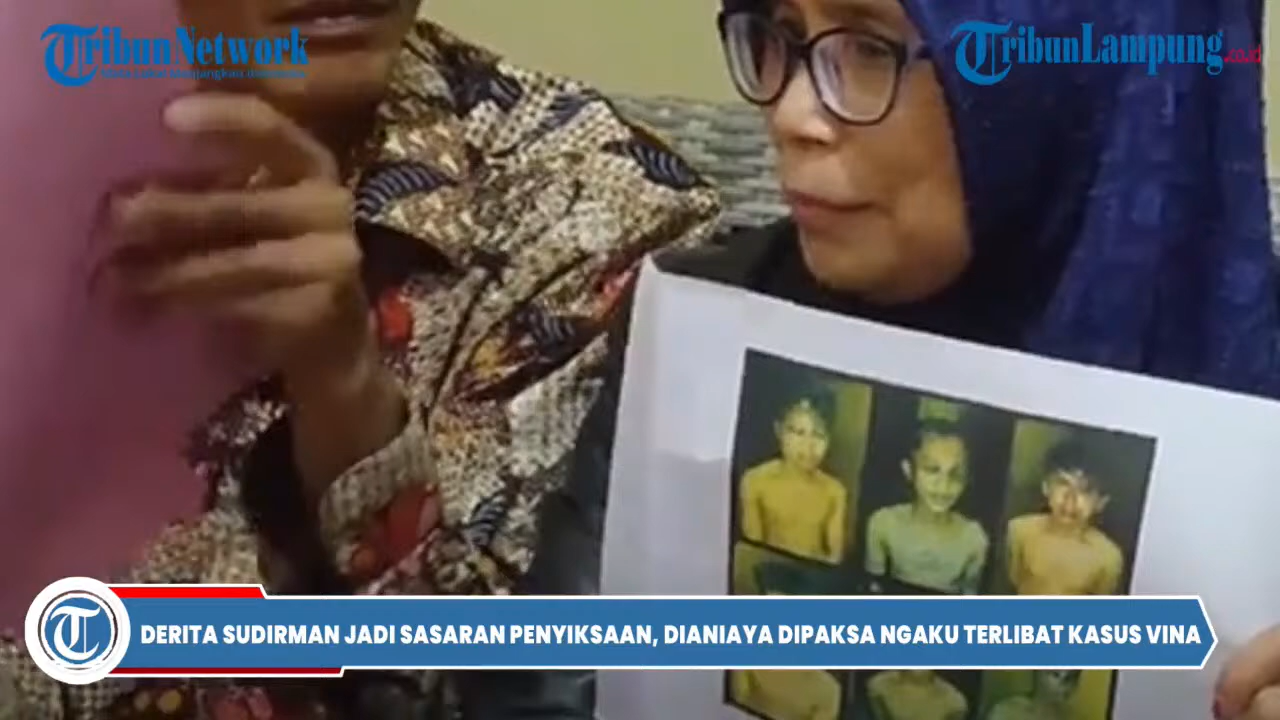 TribunNetwork
TribunLampung.co.id
DERITA SUDIRMAN JADI SASARAN PENYIKSAAN, DIANIAYA DIPAKSA NGAKU TERLIBAT KASUS VINA